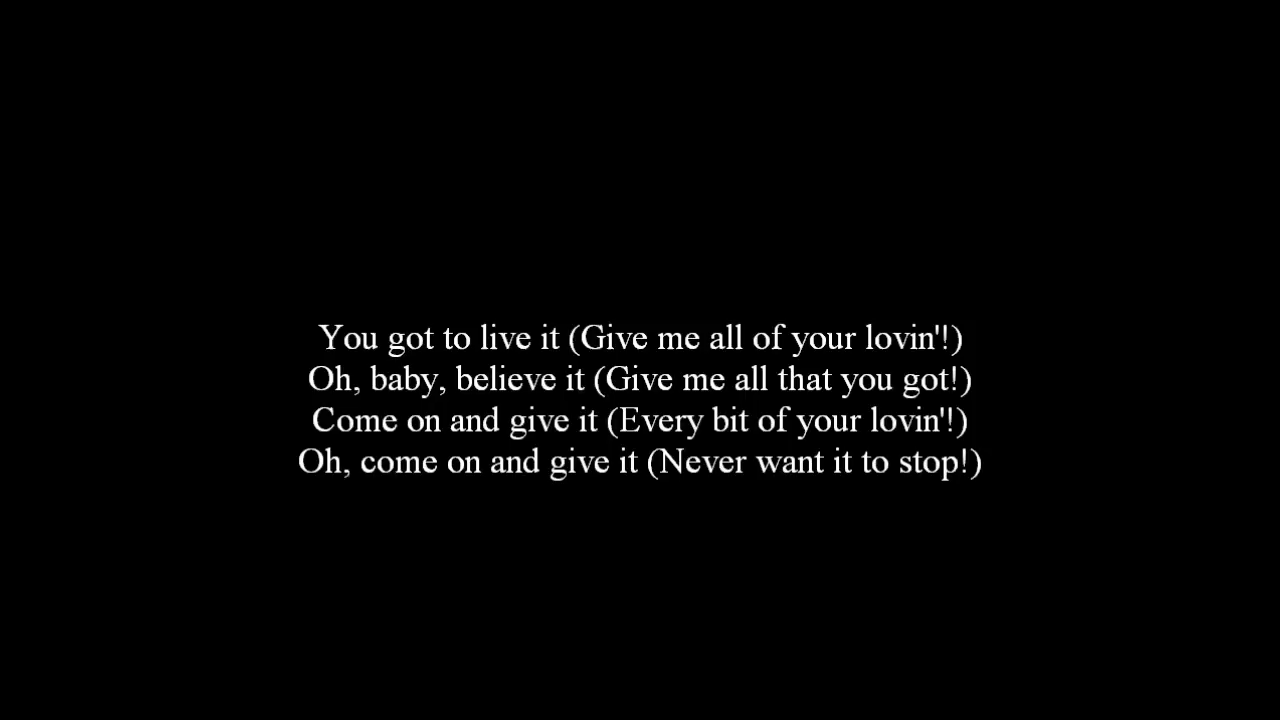 You got to live it (Give me all of your lovin'!)
Oh, baby, believe it (Give me all that you got!)
Come on and give it (Every bit of your lovin'!)
Oh, come on and give it (Never want it to stop!)